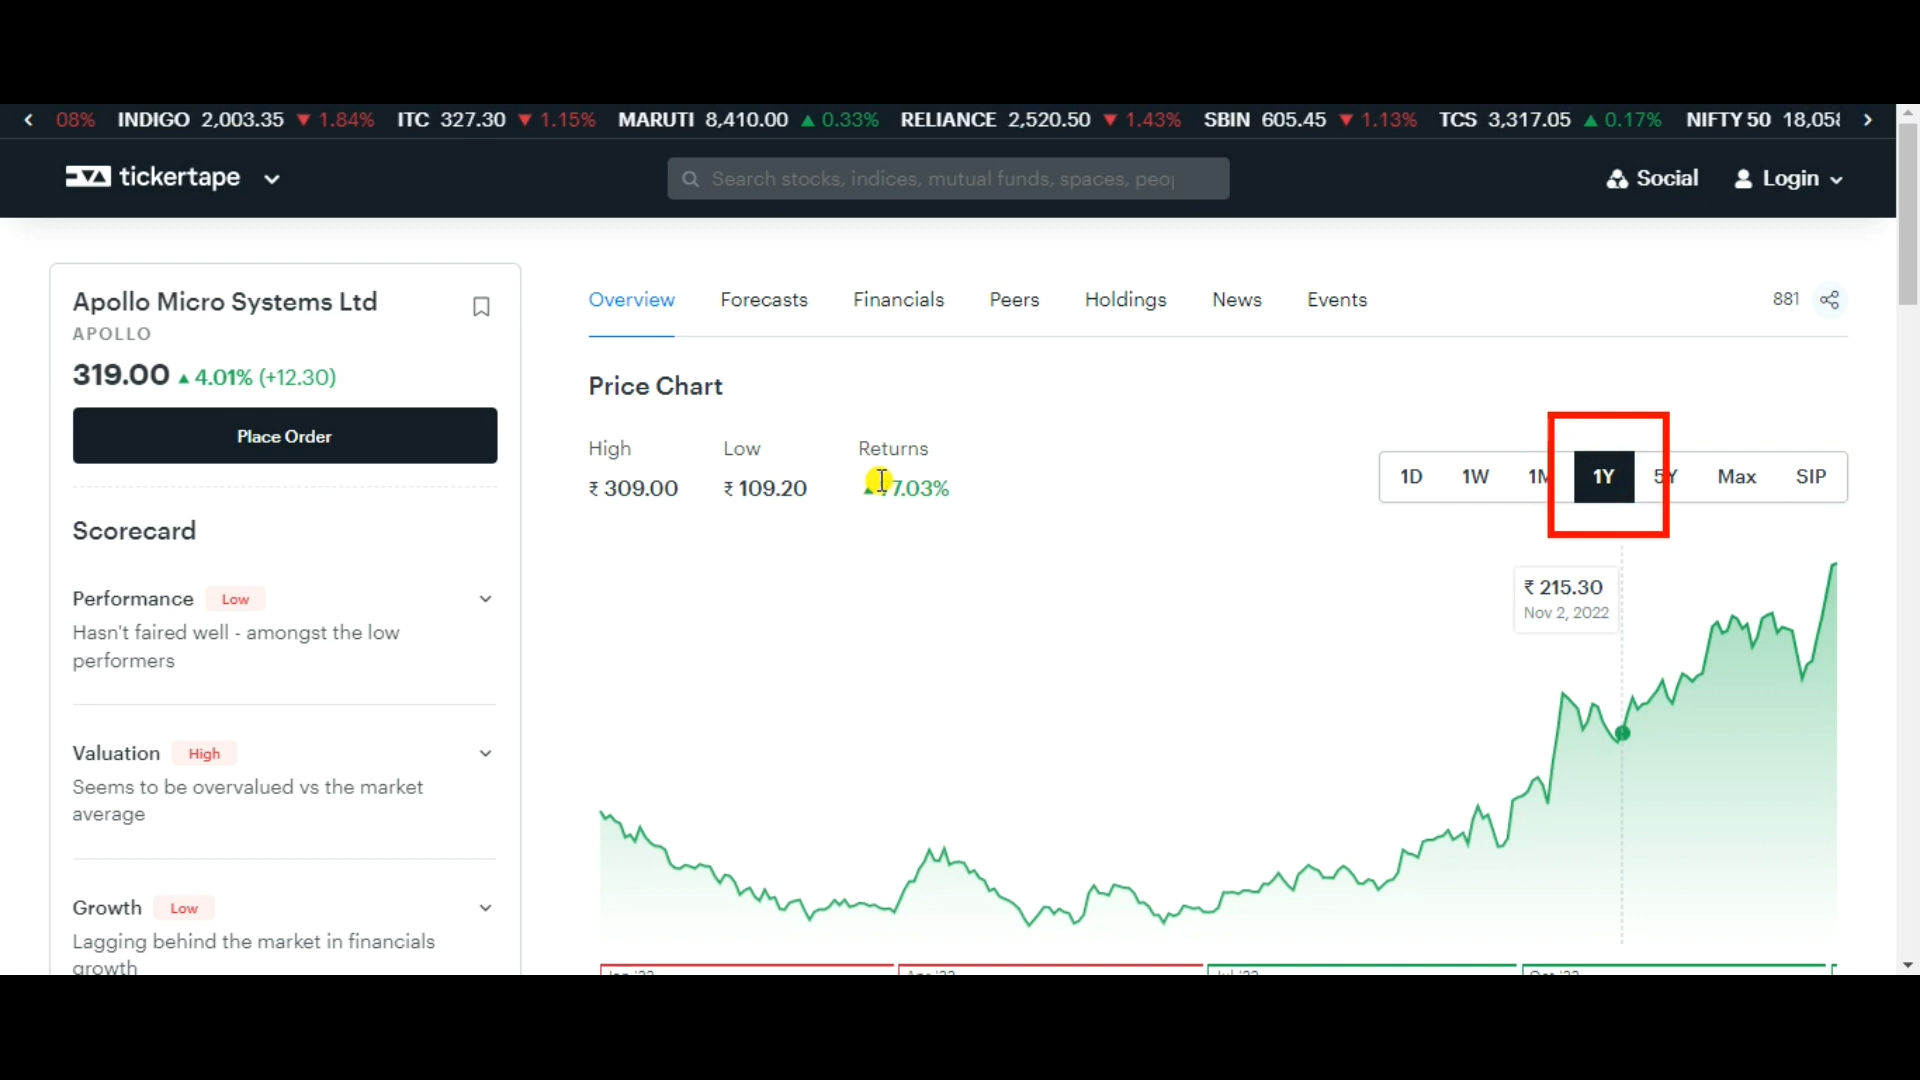 08% INDIGO 2,003.35 ▼ 1.84% ITC 327.30 ▼ 1.15% MARUTI 8,410.00 ▲ 0.33% RELIANCE 2,520.50 ▼ 1.43% SBIN 605.45 ▼ 1.13% TCS 3,317.05 ▲ 0.17% NIFTY 50 18,058
tickertape
Search stocks, indices, mutual funds, spaces, peop
Social
Login
Apollo Micro Systems Ltd
APOLLO
319.00 ▲ 4.01% (+12.30)
Place Order
Scorecard
Performance Low
Hasn't faired well - amongst the low
performers
Valuation High
Seems to be overvalued vs the market
average
Growth Low
Lagging behind the market in financials
growth
Overview Forecasts Financials Peers Holdings News Events
881
Price Chart
High Low Returns
₹ 309.00 ₹ 109.20 7.03%
1D 1W 1M 1Y 5Y Max SIP
₹ 215.30
Nov 2, 2022